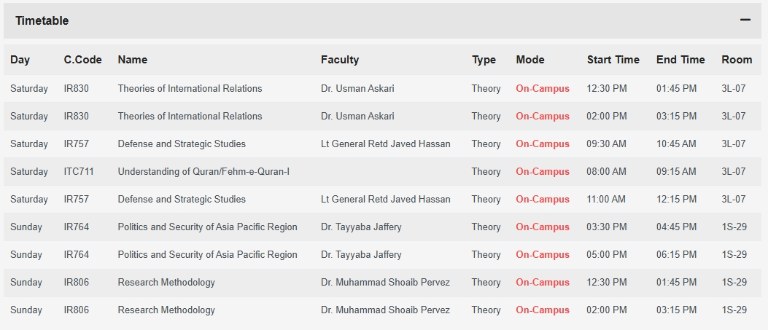 Timetable
Day C.Code Name Faculty Type Mode Start Time End Time Room
Saturday IR830 Theories of International Relations Dr. Usman Askari Theory On-Campus 12:30 PM 01:45 PM 3L-07
Saturday IR830 Theories of International Relations Dr. Usman Askari Theory On-Campus 02:00 PM 03:15 PM 3L-07
Saturday IR757 Defense and Strategic Studies Lt General Retd Javed Hassan Theory On-Campus 09:30 AM 10:45 AM 3L-07
Saturday ITC711 Understanding of Quran/Fehm-e-Quran-I Theory On-Campus 08:00 AM 09:15 AM 3L-07
Saturday IR757 Defense and Strategic Studies Lt General Retd Javed Hassan Theory On-Campus 11:00 AM 12:15 PM 3L-07
Sunday IR764 Politics and Security of Asia Pacific Region Dr. Tayyaba Jaffery Theory On-Campus 03:30 PM 04:45 PM 1S-29
Sunday IR764 Politics and Security of Asia Pacific Region Dr. Tayyaba Jaffery Theory On-Campus 05:00 PM 06:15 PM 1S-29
Sunday IR806 Research Methodology Dr. Muhammad Shoaib Pervez Theory On-Campus 12:30 PM 01:45 PM 1S-29
Sunday IR806 Research Methodology Dr. Muhammad Shoaib Pervez Theory On-Campus 02:00 PM 03:15 PM 1S-29